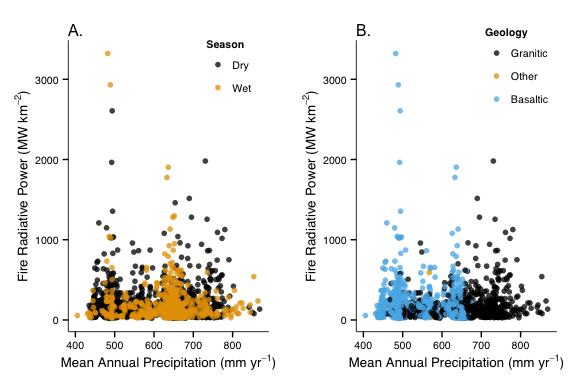 A.
Season
Dry
Wet
Fire Radiative Power (MW km⁻²)
3000
2000
1000
0
400 500 600 700 800
Mean Annual Precipitation (mm yr⁻¹)
B.
Geology
Granitic
Other
Basaltic
Fire Radiative Power (MW km⁻²)
3000
2000
1000
0
400 500 600 700 800
Mean Annual Precipitation (mm yr⁻¹)